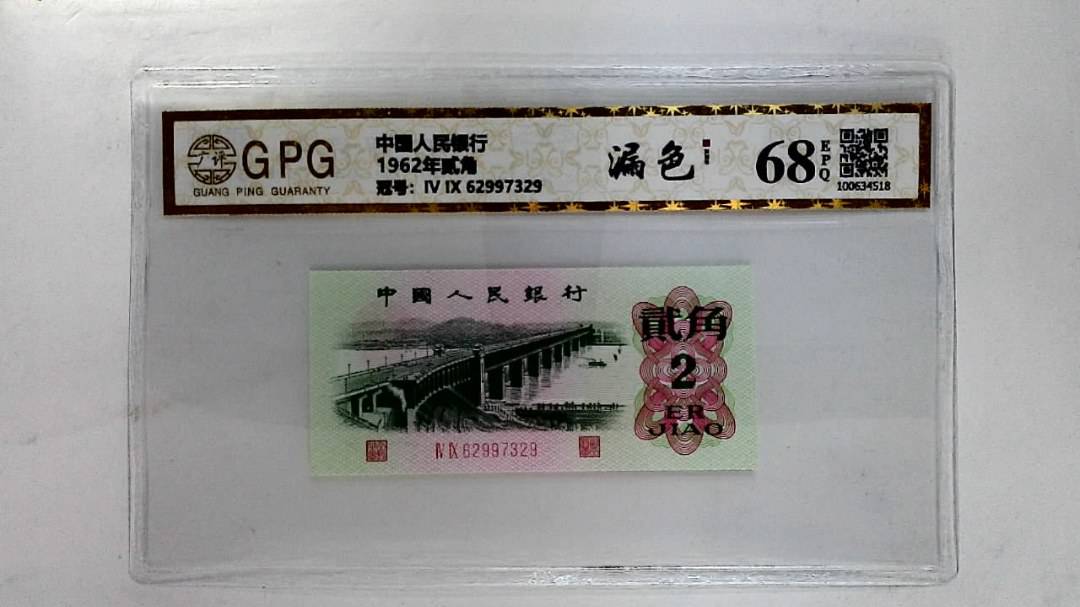 广评
GPG
GUANG PING GUARANTY
中国人民银行
1962年贰角
冠号：IV IX 62997329
漏色
68
EPQ
100634518
中國人民銀行
貳角
2
ER
JIAO
IV IX 62997329